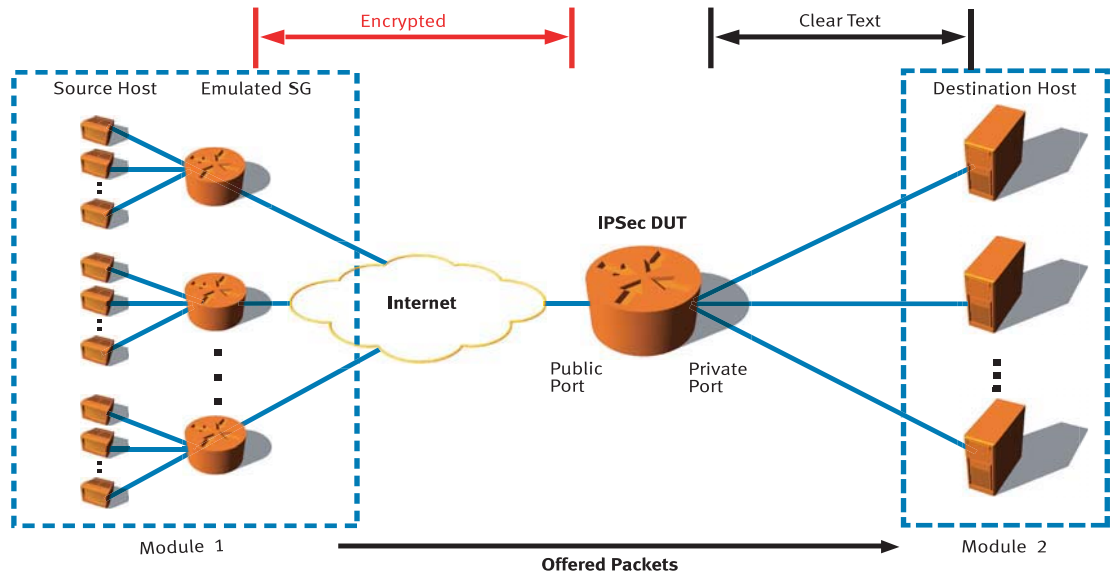 Encrypted
Clear Text
Source Host
Emulated SG
Destination Host
IPSec DUT
Internet
Public
Port
Private
Port
Module 1
Offered Packets
Module 2